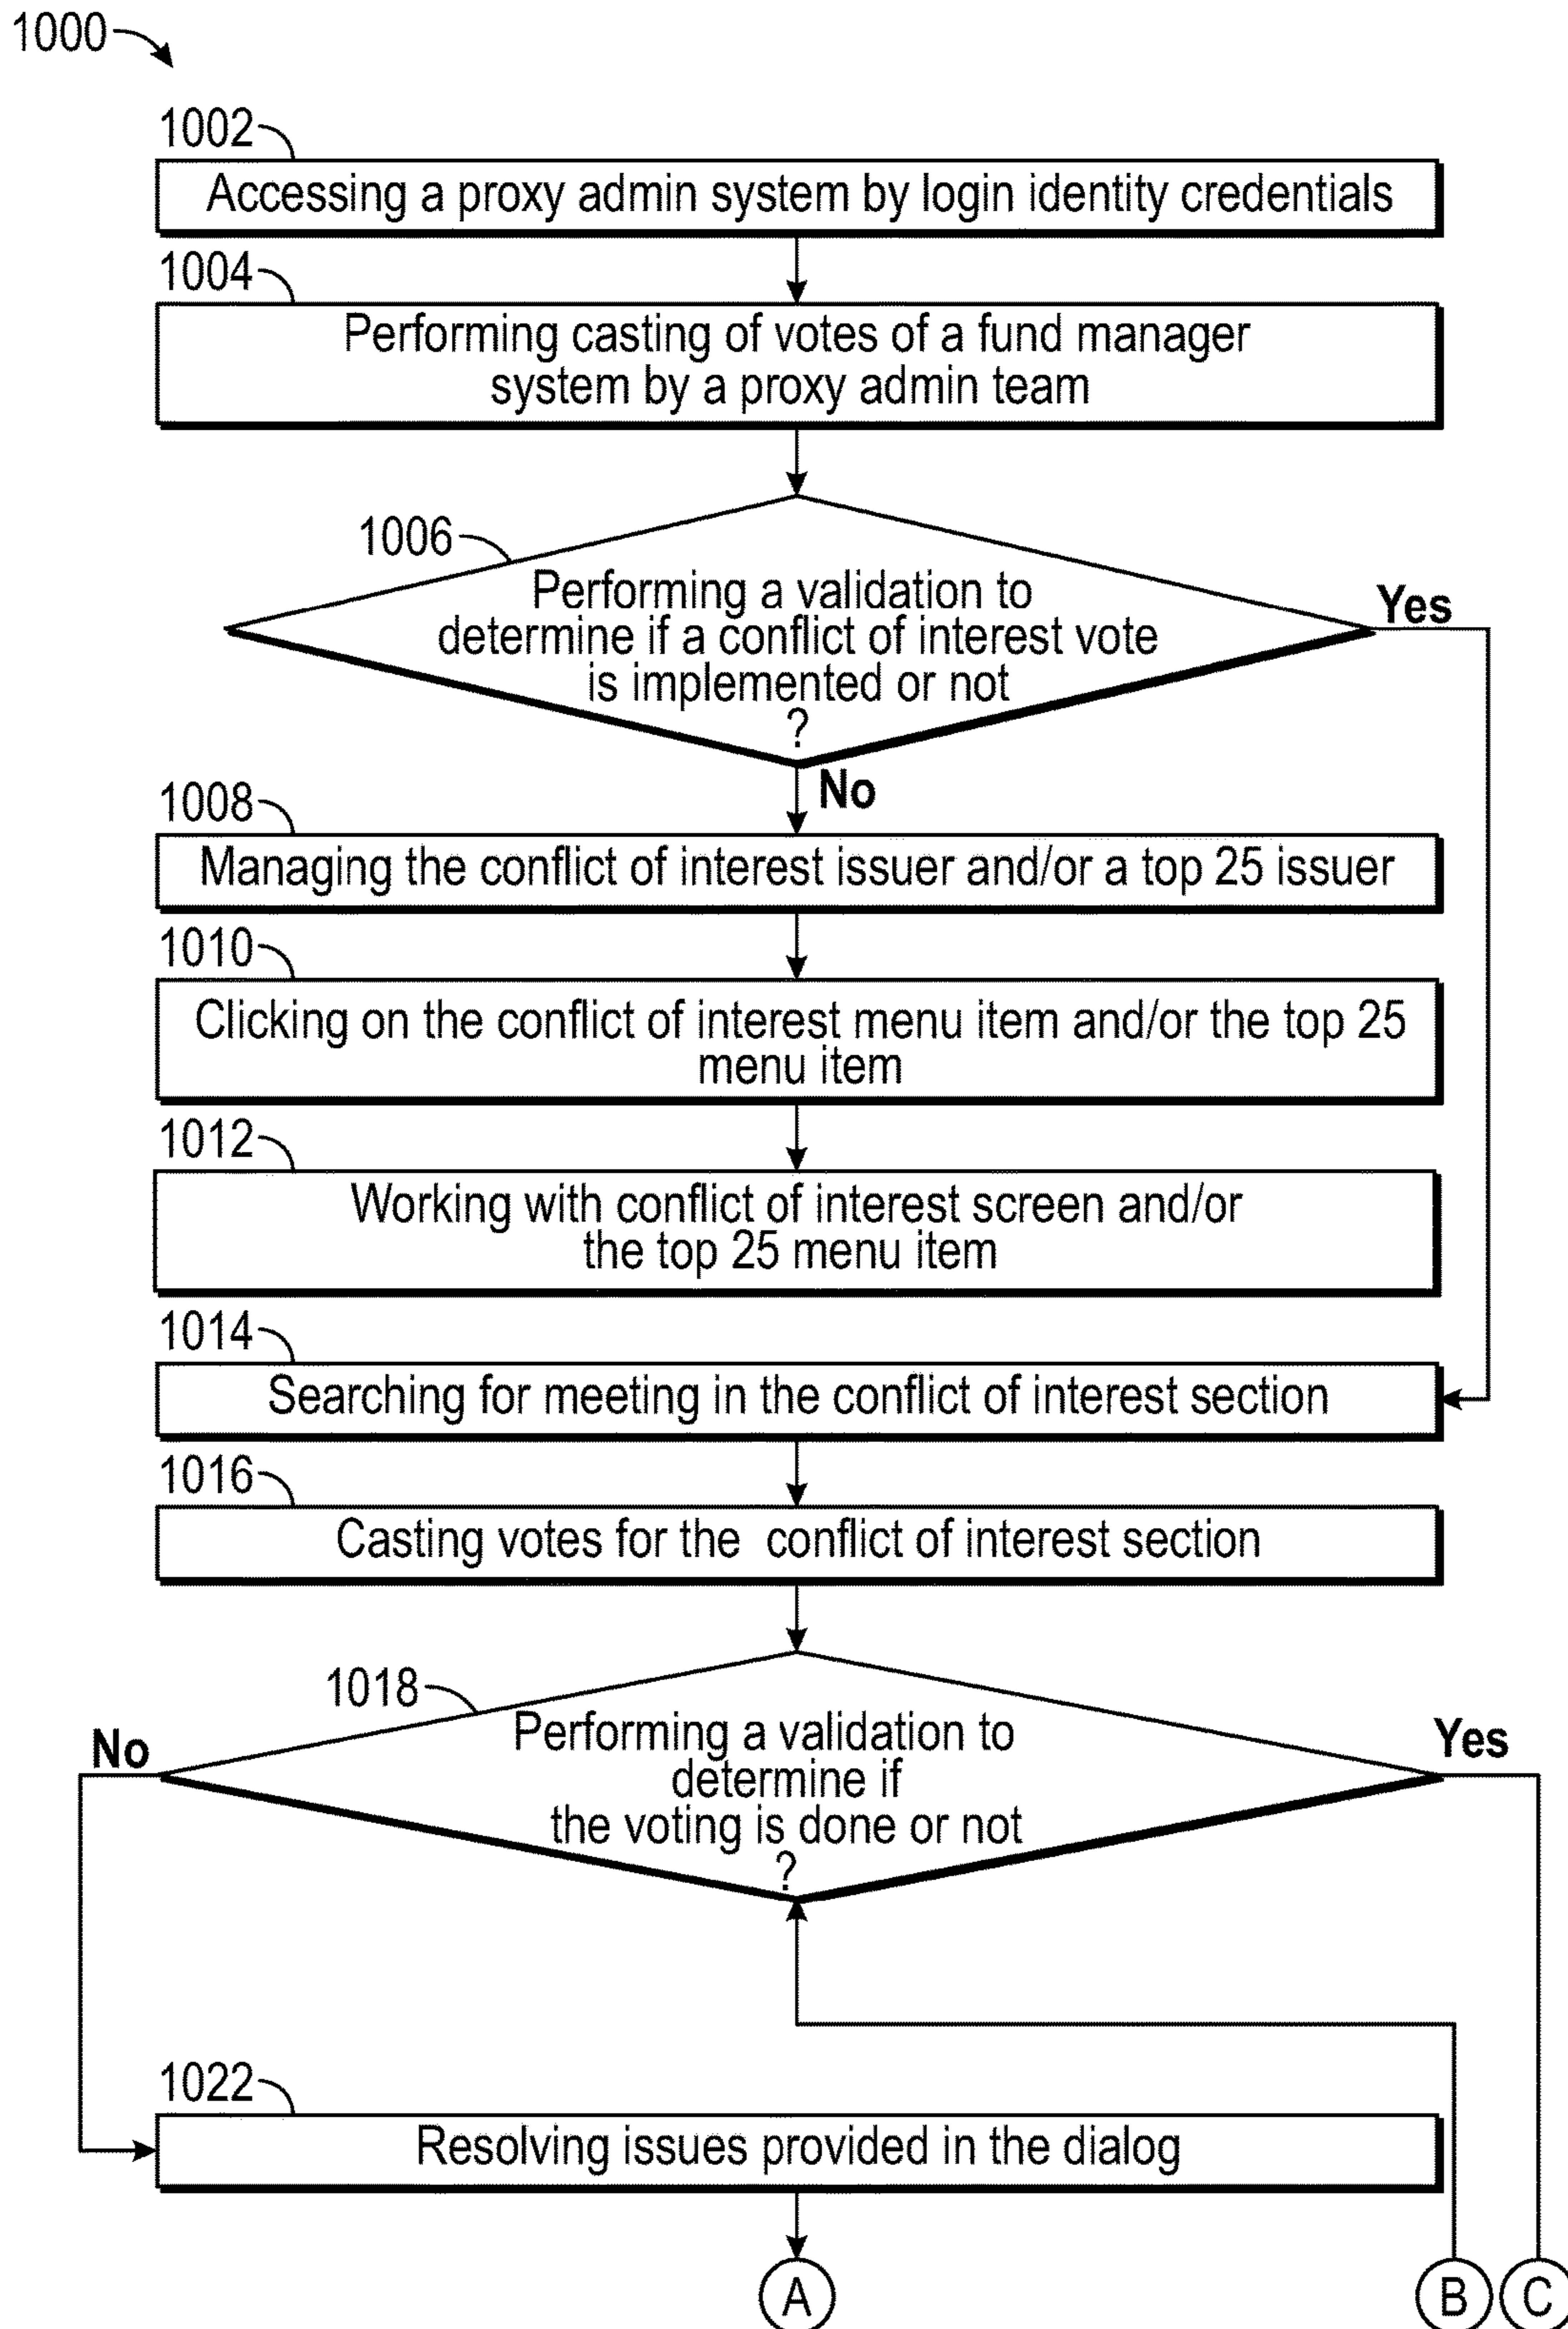 1000
1002
Accessing a proxy admin system by login identity credentials
1004
Performing casting of votes of a fund manager
system by a proxy admin team
1006
Performing a validation to
determine if a conflict of interest vote
is implemented or not
?
Yes
No
1008
Managing the conflict of interest issuer and/or a top 25 issuer
1010
Clicking on the conflict of interest menu item and/or the top 25
menu item
1012
Working with conflict of interest screen and/or
the top 25 menu item
1014
Searching for meeting in the conflict of interest section
1016
Casting votes for the conflict of interest section
1018
Performing a validation to
determine if
the voting is done or not
?
No
Yes
1022
Resolving issues provided in the dialog
A
B
C